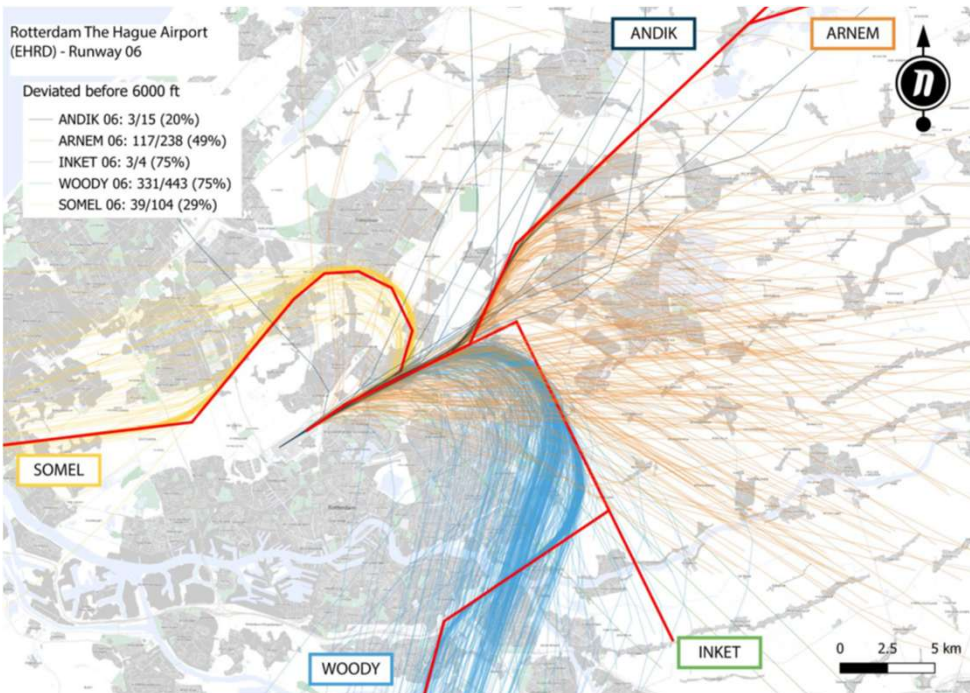 Rotterdam The Hague Airport
(EHRD) - Runway 06
Deviated before 6000 ft
ANDIK 06: 3/15 (20%)
ARNEM 06: 117/238 (49%)
INKET 06: 3/4 (75%)
WOODY 06: 331/443 (75%)
SOMEL 06: 39/104 (29%)
ANDIK
ARNEM
n
SOMEL
Rotterdam
WOODY
INKET
0 2.5 5 km